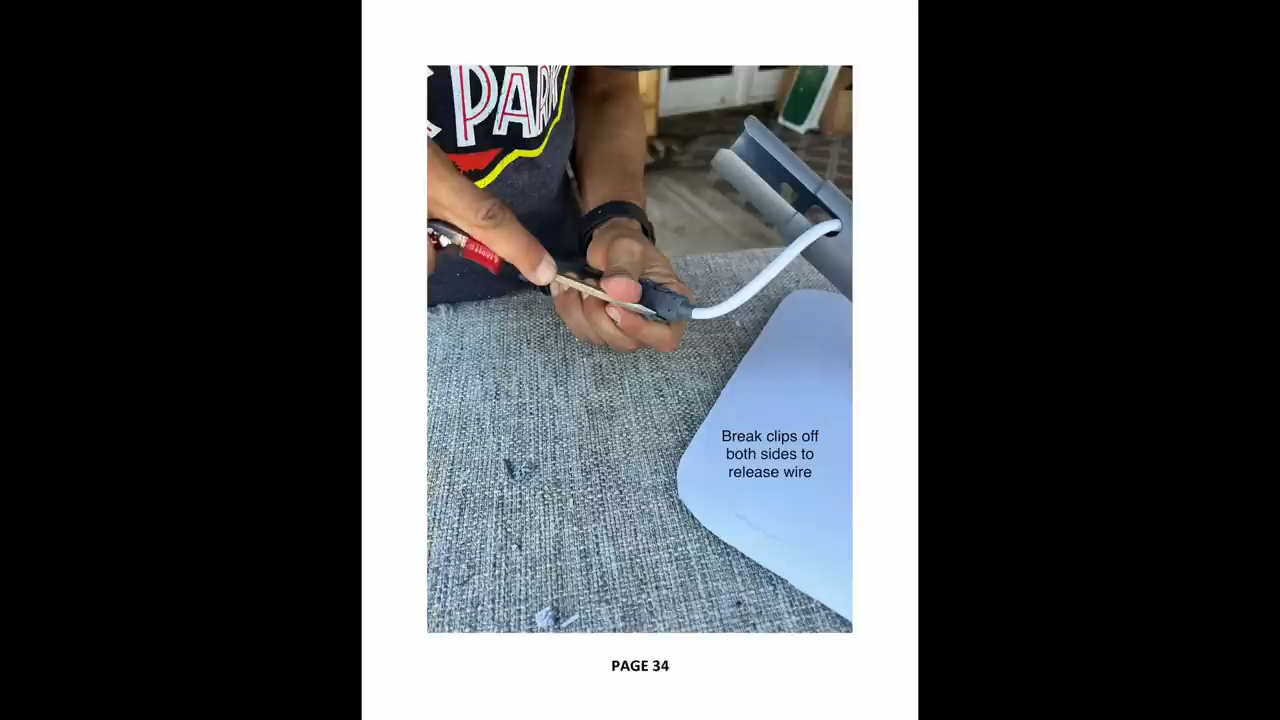 PAR
Break clips off
both sides to
release wire
PAGE 34